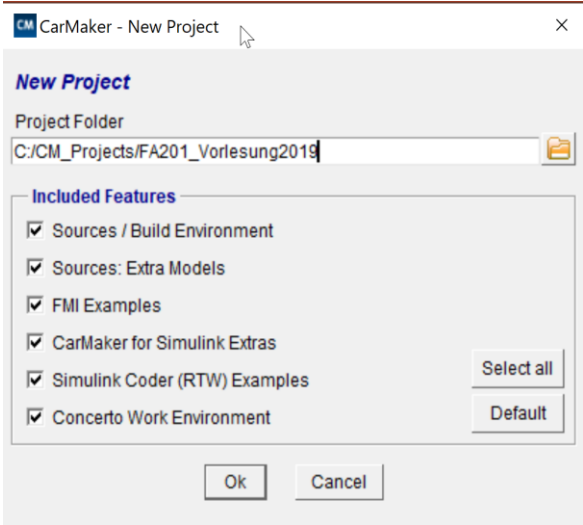 CM CarMaker - New Project
New Project
Project Folder
C:/CM_Projects/FA201_Vorlesung2019
Included Features
Sources / Build Environment
Sources: Extra Models
FMI Examples
CarMaker for Simulink Extras
Simulink Coder (RTW) Examples
Concerto Work Environment
Select all
Default
Ok
Cancel